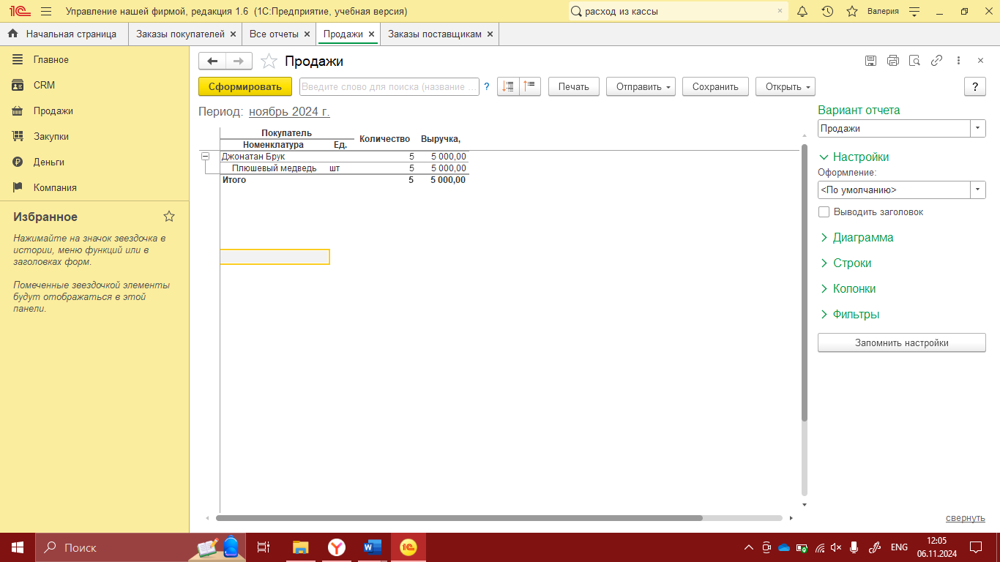 Управление нашей фирмой, редакция 1.6 (1С:Предприятие, учебная версия)
расход из кассы
Валерия
Начальная страница
Заказы покупателей
Все отчеты
Продажи
Заказы поставщикам
Главное
CRM
Продажи
Закупки
Деньги
Компания
Избранное
Нажимайте на значок звездочка в
истории, меню функций или в
заголовках форм.
Помеченные звездочкой элементы
будут отображаться в этой
панели.
Продажи
Сформировать
Введите слово для поиска (название ...
?
Печать
Отправить
Сохранить
Открыть
?
Период: ноябрь 2024 г.
Покупатель
Количество
Выручка,
Номенклатура
Ед.
Джонатан Брук 5 5 000,00
Плюшевый медведь шт 5 5 000,00
Итого 5 5 000,00
Вариант отчета
Продажи
Настройки
Оформление:
<По умолчанию>
Выводить заголовок
Диаграмма
Строки
Колонки
Фильтры
Запомнить настройки
свернуть
Поиск
ENG
12:05
06.11.2024